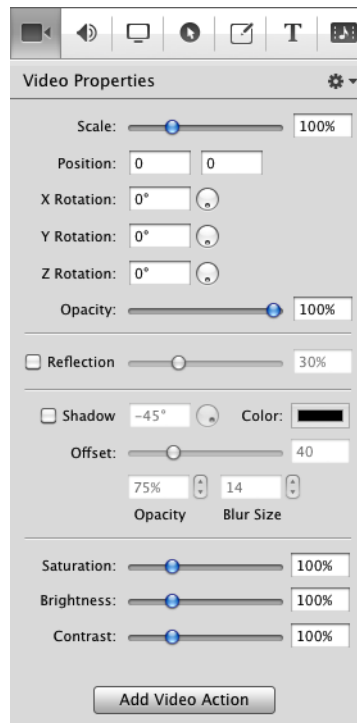 T
Video Properties
Scale: 100%
Position: 0 0
X Rotation: 0°
Y Rotation: 0°
Z Rotation: 0°
Opacity: 100%
Reflection 30%
Shadow -45° Color:
Offset: 40
75% 14
Opacity Blur Size
Saturation: 100%
Brightness: 100%
Contrast: 100%
Add Video Action